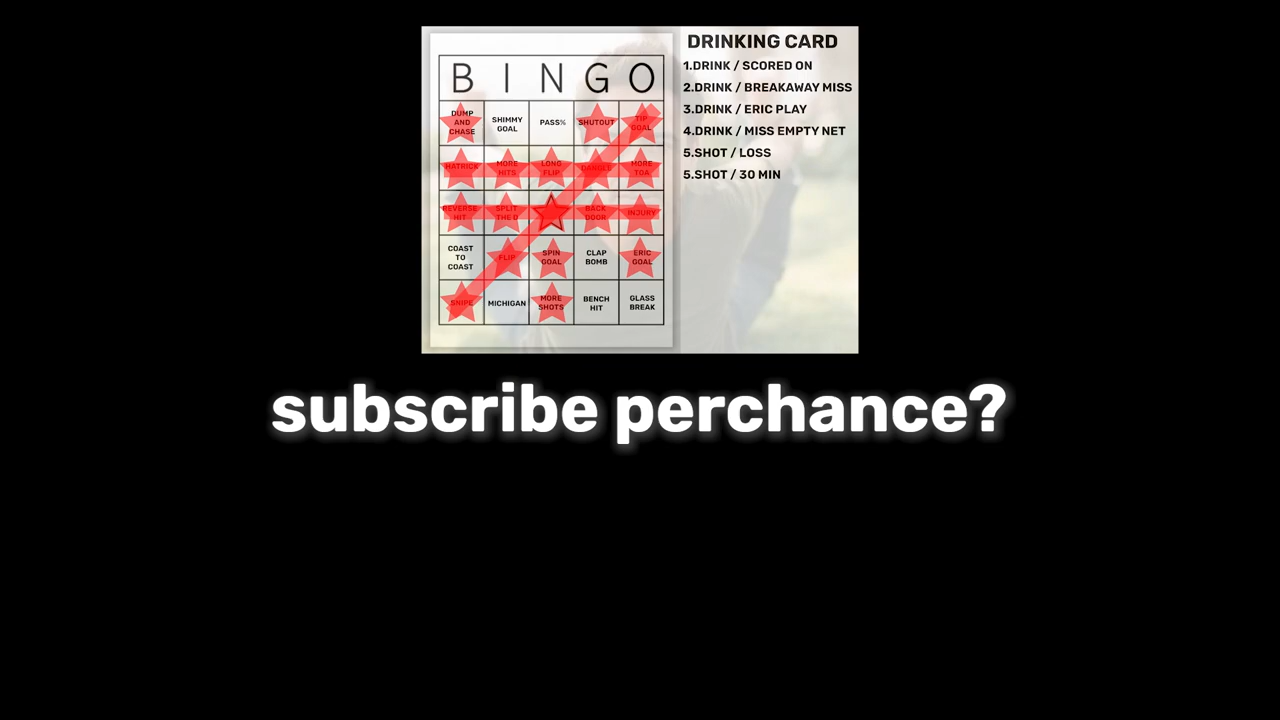 BINGO
DUMP AND CHASE
SHIMMY GOAL
PASS%
SHUTOUT
TIP GOAL
HATRICK
MORE HITS
LONG FLIP
DANGLE
MORE TOA
REVERSE HIT
SPLIT THE D
BACK DOOR
INJURY
COAST TO COAST
FLIP
SPIN GOAL
CLAP BOMB
ERIC GOAL
SNIPE
MICHIGAN
MORE SHOTS
BENCH HIT
GLASS BREAK
DRINKING CARD
1.DRINK / SCORED ON
2.DRINK / BREAKAWAY MISS
3.DRINK / ERIC PLAY
4.DRINK / MISS EMPTY NET
5.SHOT / LOSS
5.SHOT / 30 MIN
subscribe perchance?